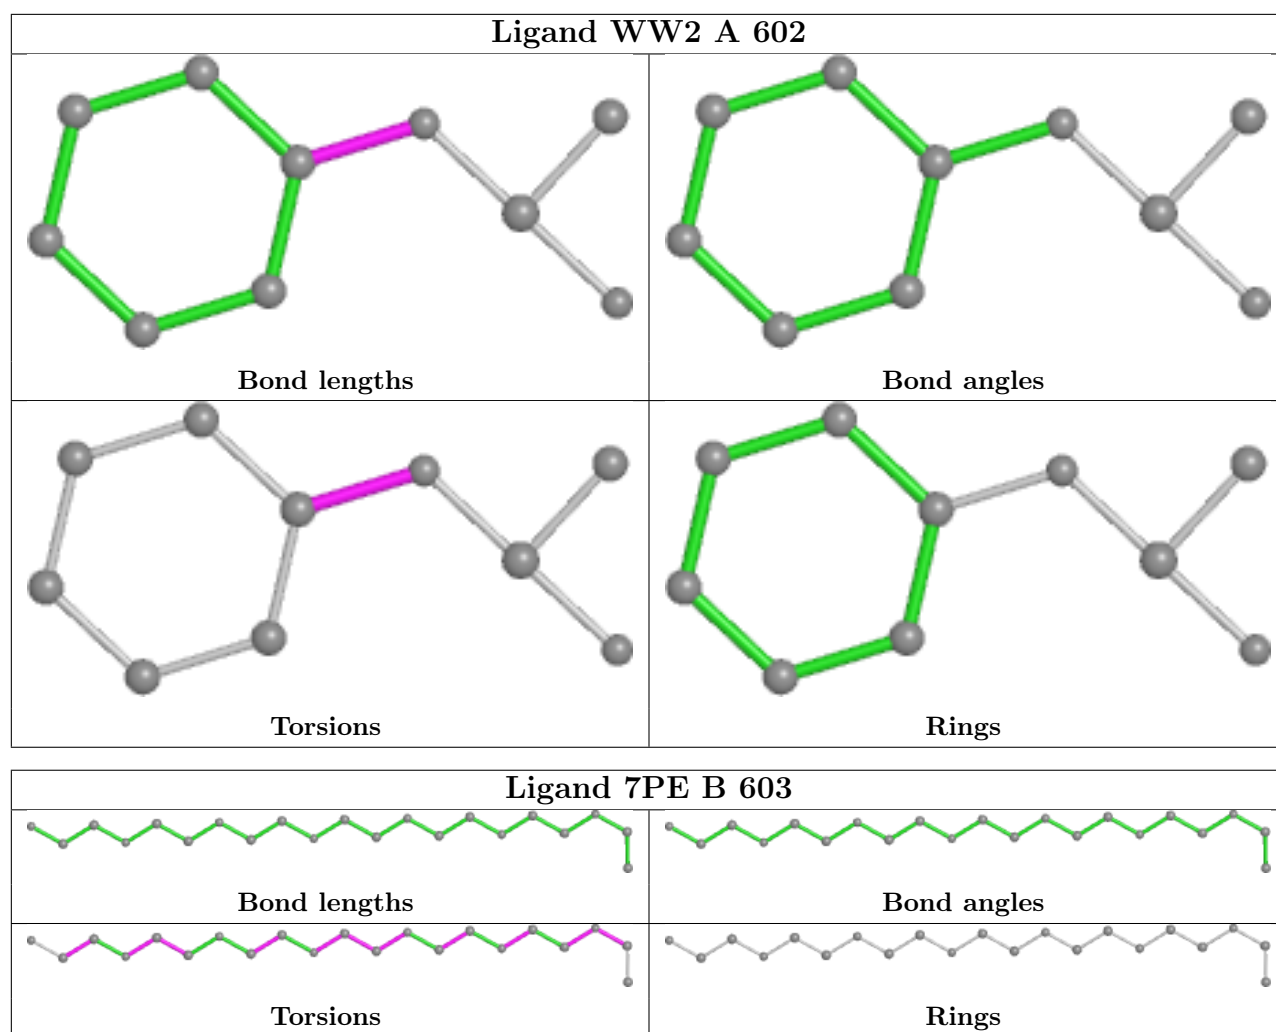 Ligand WW2 A 602
Bond lengths
Bond angles
Torsions
Rings
Ligand 7PE B 603
Bond lengths
Bond angles
Torsions
Rings